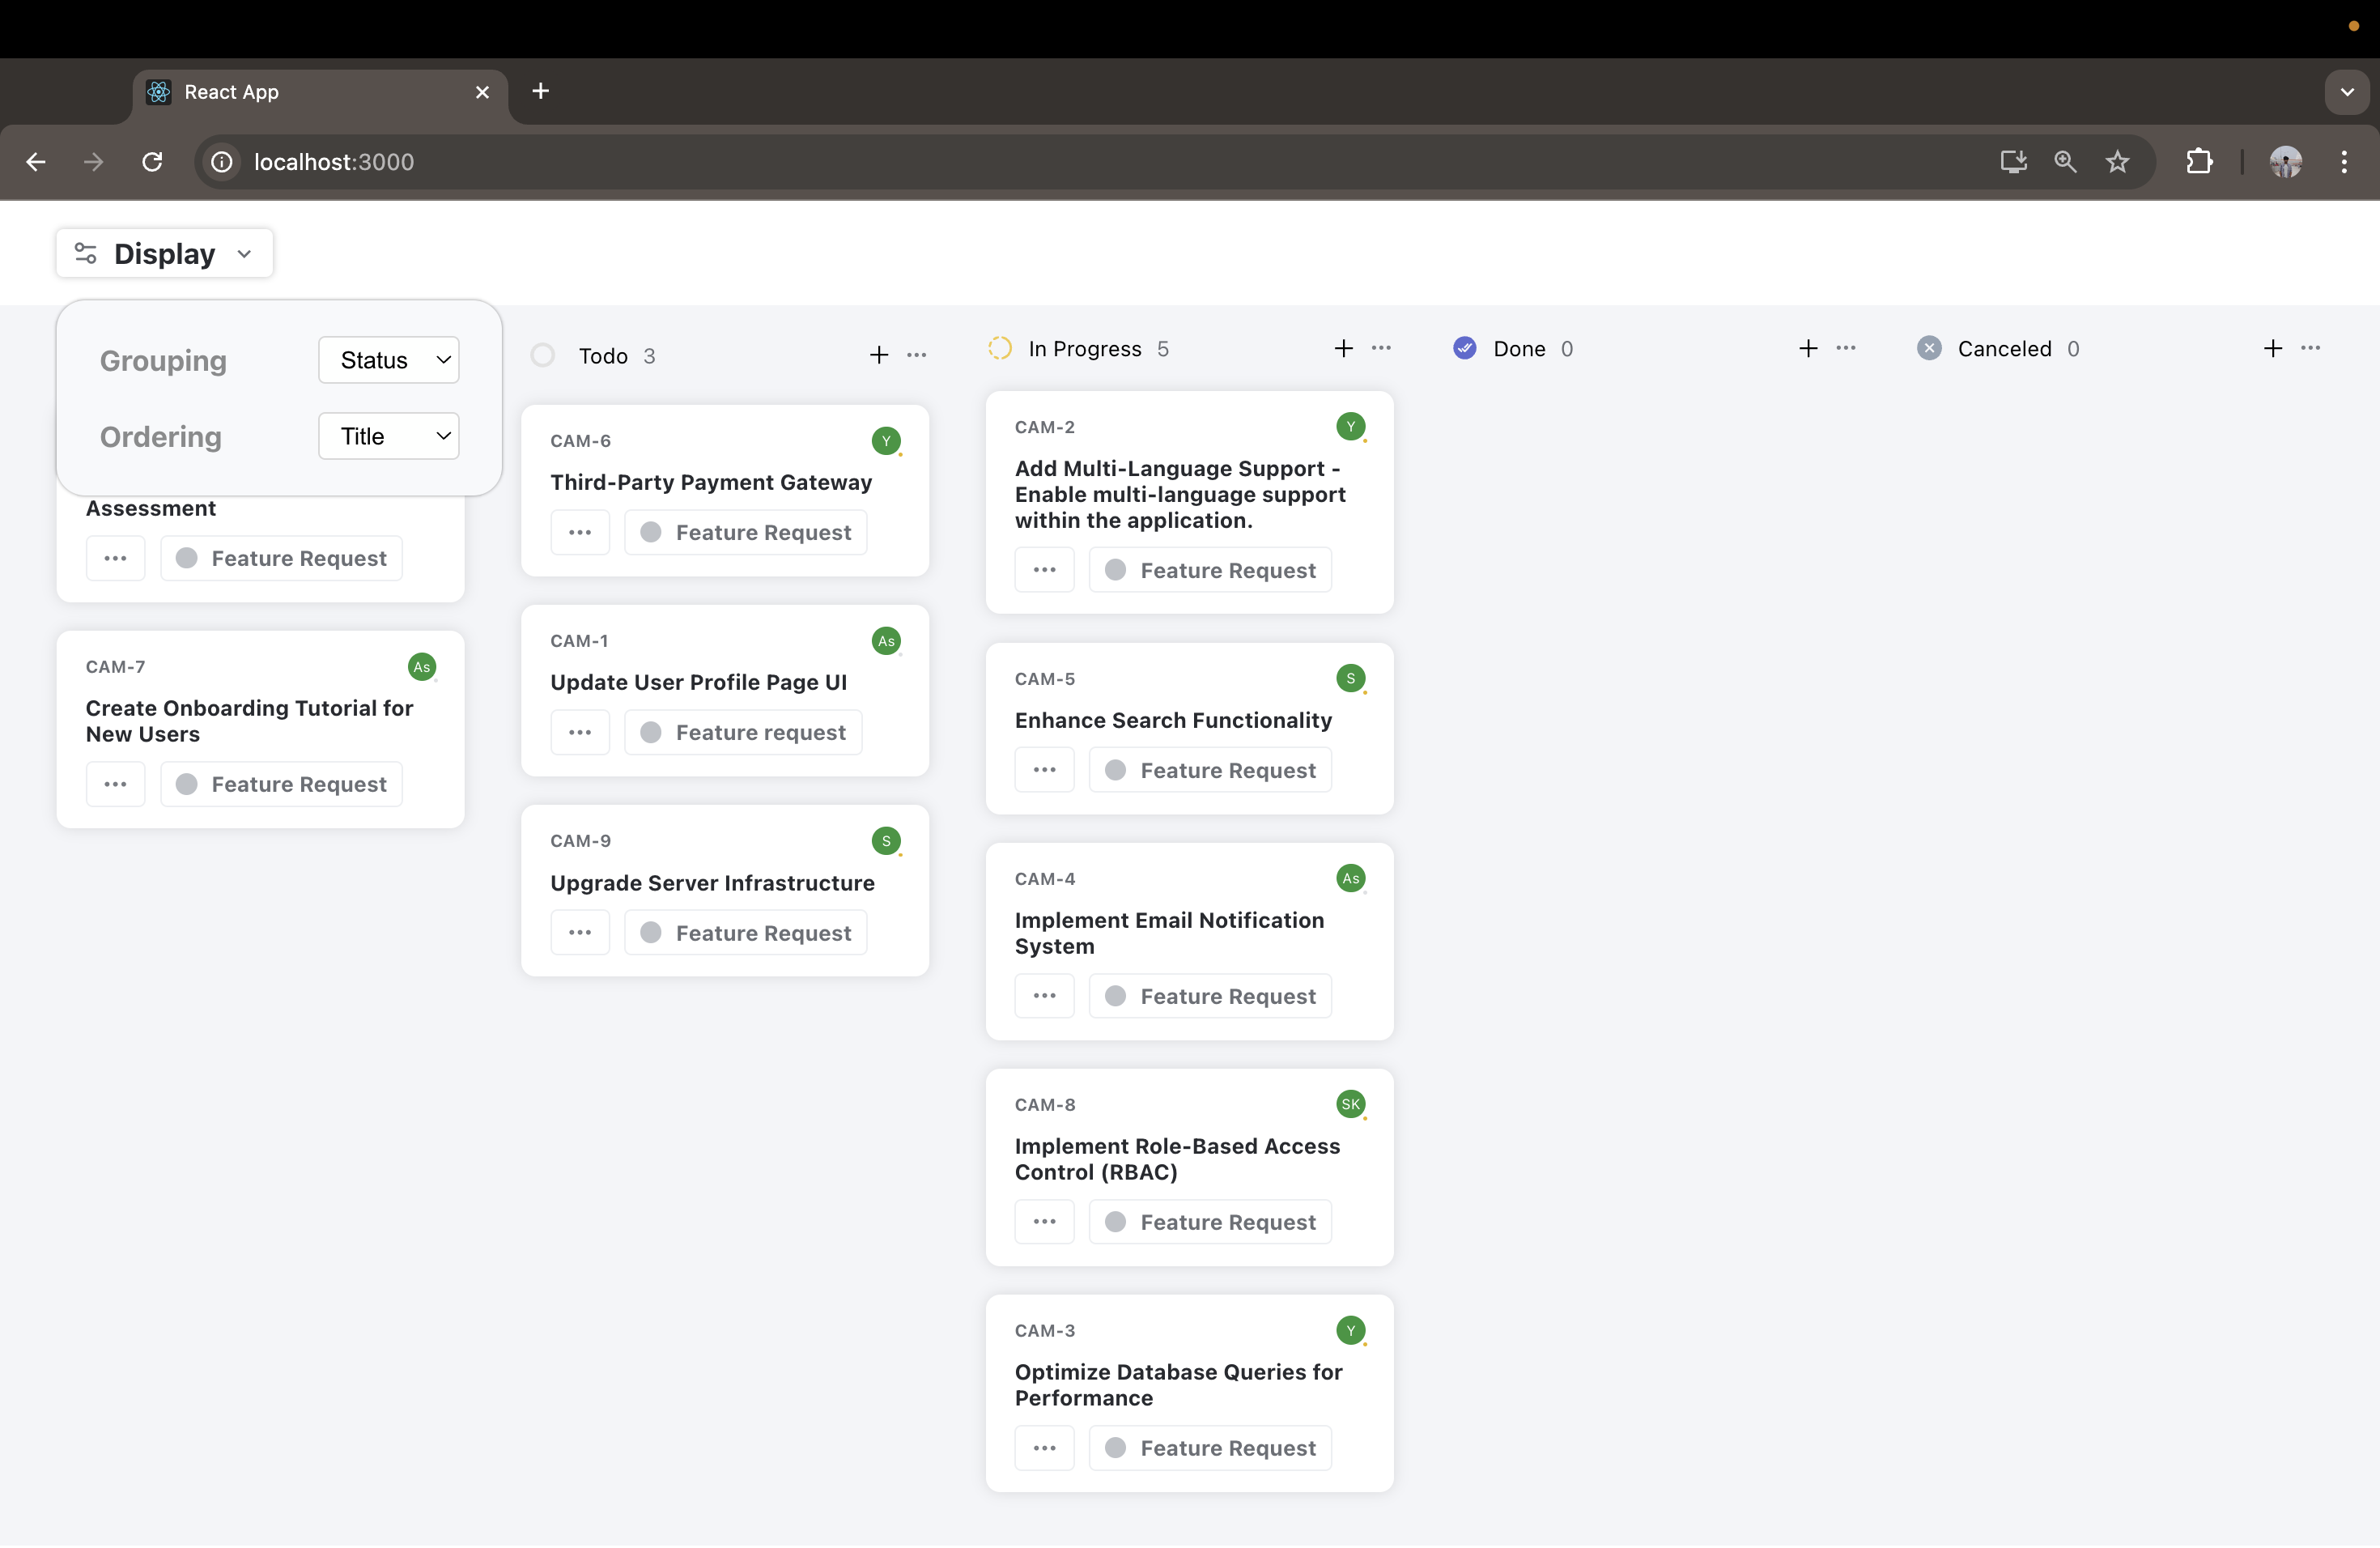 React App
localhost:3000
Display
Grouping
Status
Ordering
Title
Assessment
Feature Request
CAM-7
As
Create Onboarding Tutorial for
New Users
Feature Request
Todo 3
CAM-6
Y
Third-Party Payment Gateway
Feature Request
CAM-1
As
Update User Profile Page UI
Feature request
CAM-9
S
Upgrade Server Infrastructure
Feature Request
In Progress 5
CAM-2
Y
Add Multi-Language Support -
Enable multi-language support
within the application.
Feature Request
CAM-5
S
Enhance Search Functionality
Feature Request
CAM-4
As
Implement Email Notification
System
Feature Request
CAM-8
SK
Implement Role-Based Access
Control (RBAC)
Feature Request
CAM-3
Y
Optimize Database Queries for
Performance
Feature Request
Done 0
Canceled 0